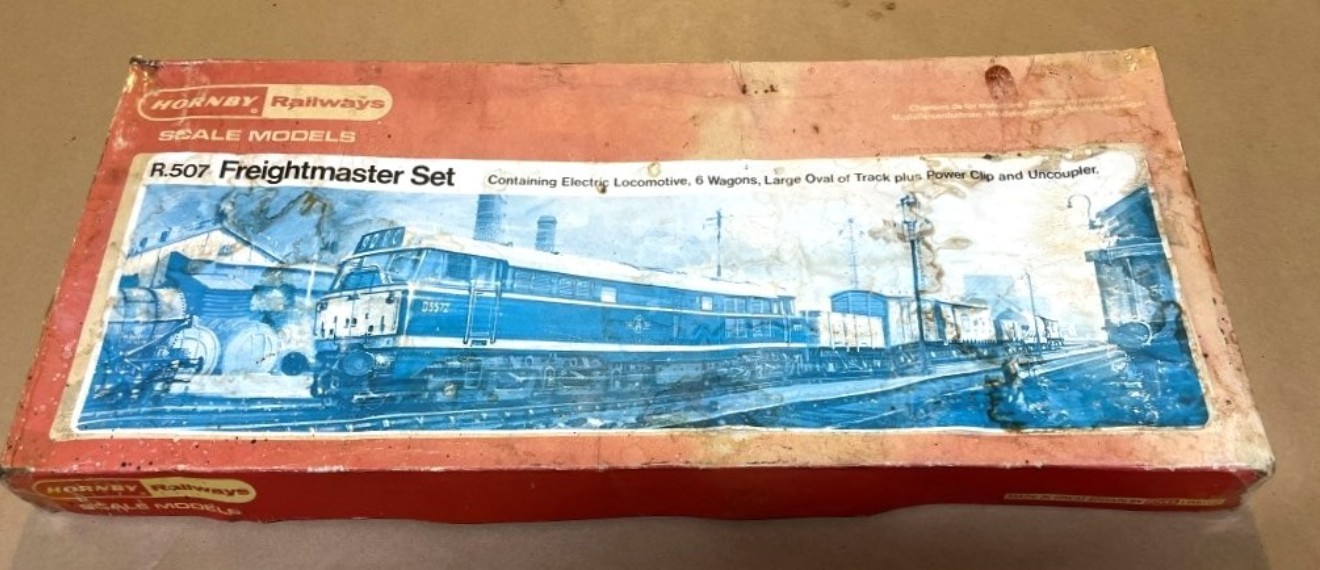 HORNBY Railways
SCALE MODELS
R.507 Freightmaster Set
Containing Electric Locomotive, 6 Wagons, Large Oval of Track plus Power Clip and Uncoupler.
D5572
HORNBY Railways
SCALE MODELS